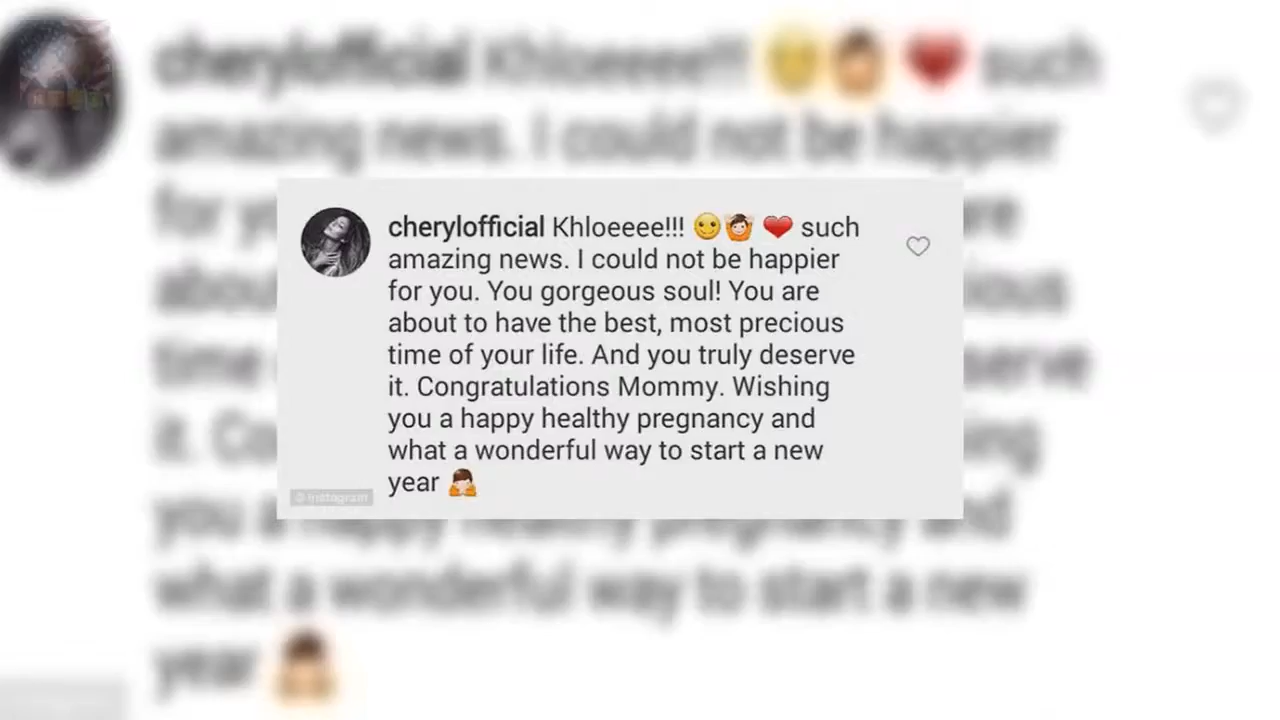 cherylofficial Khloeeee!!! 🙂🙆 ❤️ such
amazing news. I could not be happier
for you. You gorgeous soul! You are
about to have the best, most precious
time of your life. And you truly deserve
it. Congratulations Mommy. Wishing
you a happy healthy pregnancy and
what a wonderful way to start a new
year 🙇
© Instagram